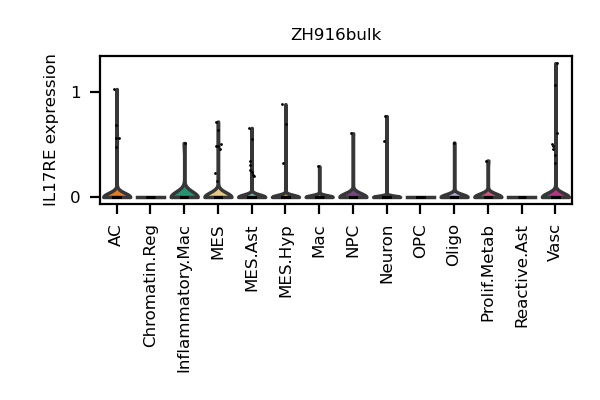 ZH916bulk
IL17RE expression
1
0
AC
Chromatin.Reg
Inflammatory.Mac
MES
MES.Ast
MES.Hyp
Mac
NPC
Neuron
OPC
Oligo
Prolif.Metab
Reactive.Ast
Vasc